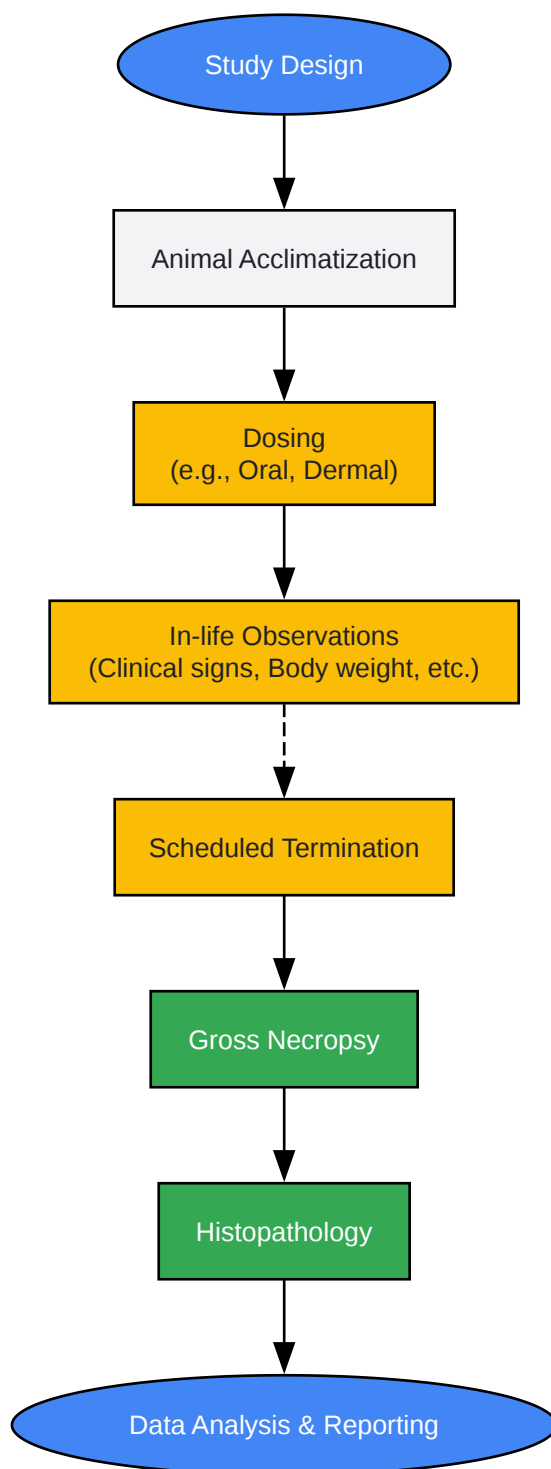 Study Design
Animal Acclimatization
Dosing
(e.g., Oral, Dermal)
In-life Observations
(Clinical signs, Body weight, etc.)
Scheduled Termination
Gross Necropsy
Histopathology
Data Analysis & Reporting